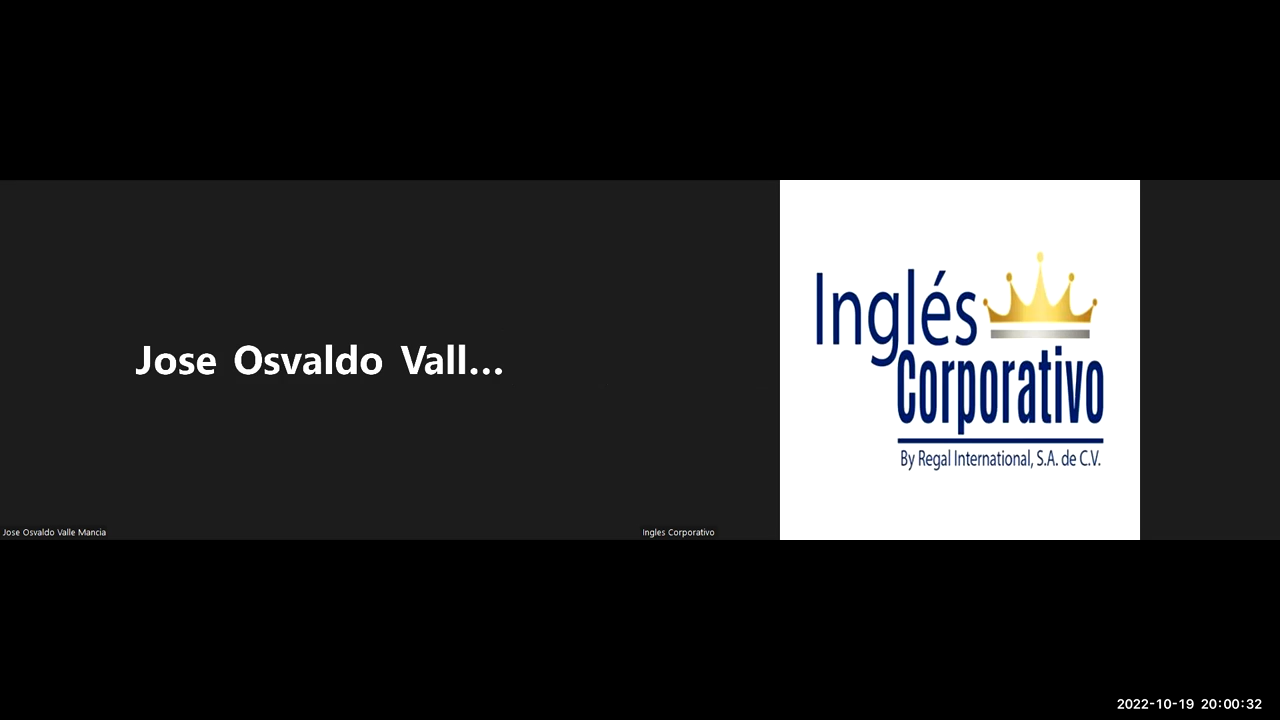 Jose Osvaldo Vall...
Jose Osvaldo Valle Mancia
Inglés
Corporativo
By Regal International, S.A. de C.V.
Ingles Corporativo
2022-10-19 20:00:32